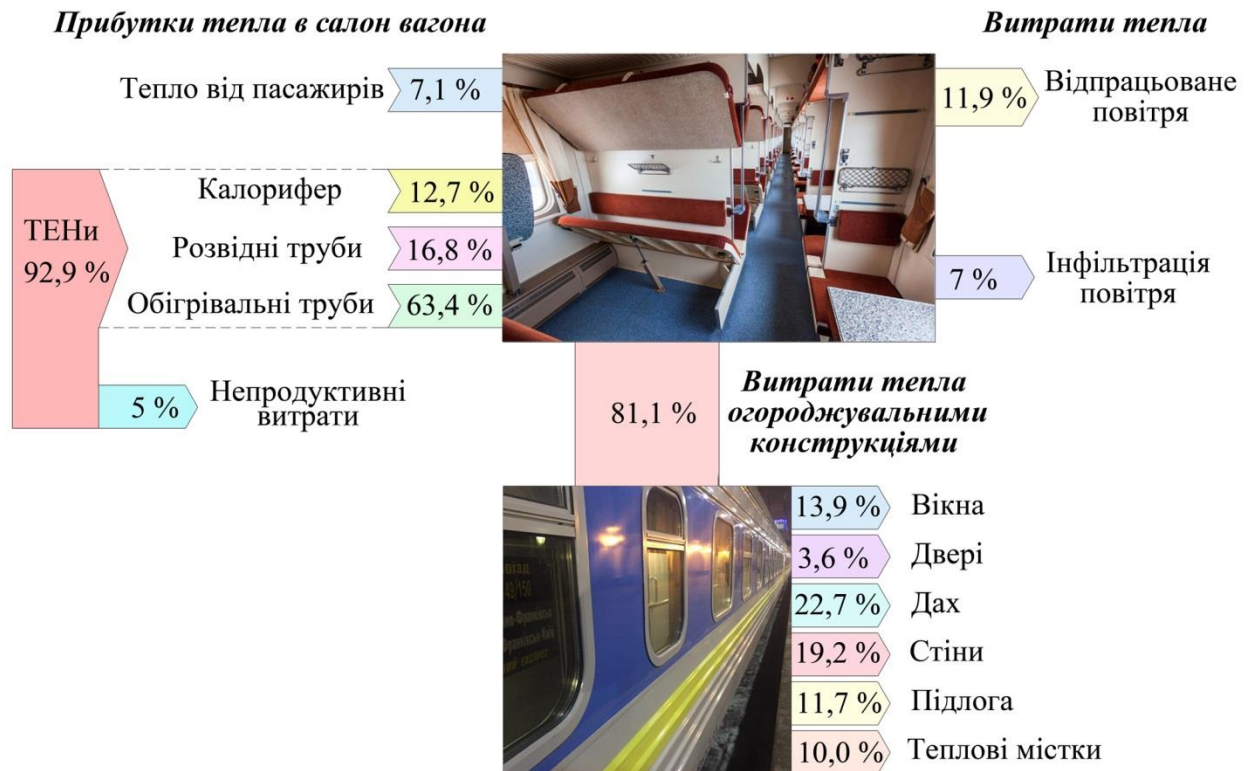 Прибутки тепла в салон вагона
Витрати тепла
Тепло від пасажирів
7,1 %
11,9 %
Відпрацьоване
повітря
ТЕНи
92,9 %
Калорифер
12,7 %
Розвідні труби
16,8 %
Обігрівальні труби
63,4 %
7 %
Інфільтрація
повітря
5 %
Непродуктивні
витрати
81,1 %
Витрати тепла
огороджувальними
конструкціями
49/150
13,9 %
Вікна
3,6 %
Двері
22,7 %
Дах
19,2 %
Стіни
11,7 %
Підлога
10,0 %
Теплові містки